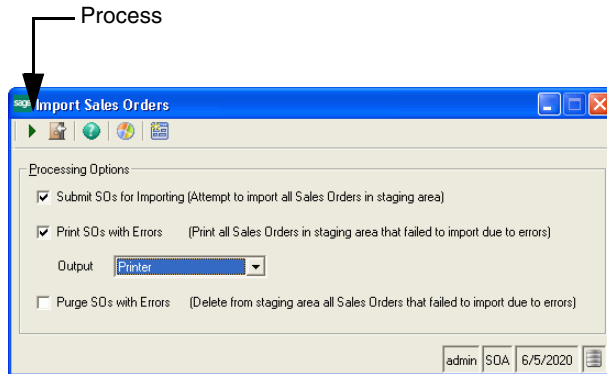 Process
sage Import Sales Orders
Processing Options
Submit SOs for Importing (Attempt to import all Sales Orders in staging area)
Print SOs with Errors (Print all Sales Orders in staging area that failed to import due to errors)
Output Printer
Purge SOs with Errors (Delete from staging area all Sales Orders that failed to import due to errors)
admin SOA 6/5/2020